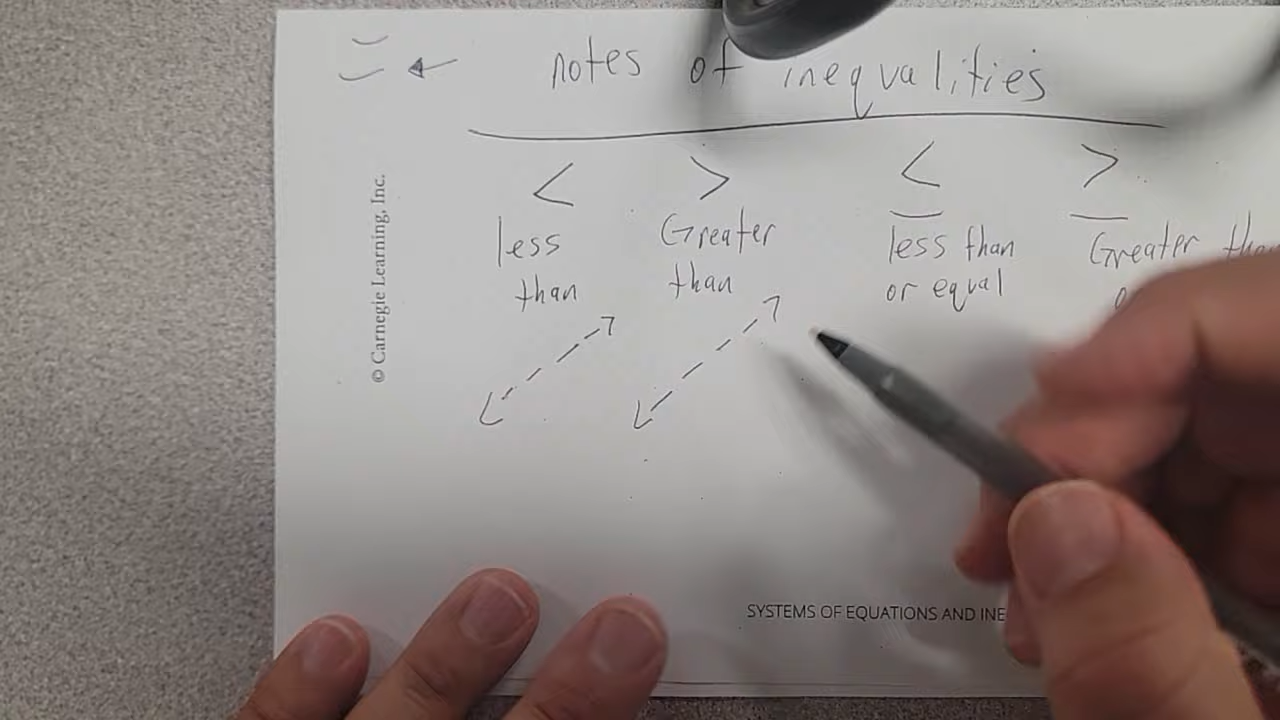 notes of inequalities
< > ≤ ≥
less than
Greater than
less than or equal
Greater than
© Carnegie Learning, Inc.
SYSTEMS OF EQUATIONS AND